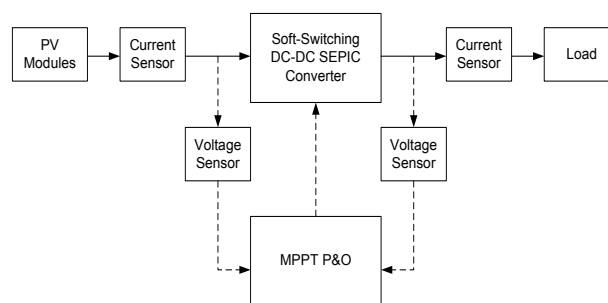 PV
Modules
Current
Sensor
Soft-Switching
DC-DC SEPIC
Converter
Current
Sensor
Load
Voltage
Sensor
Voltage
Sensor
MPPT P&O